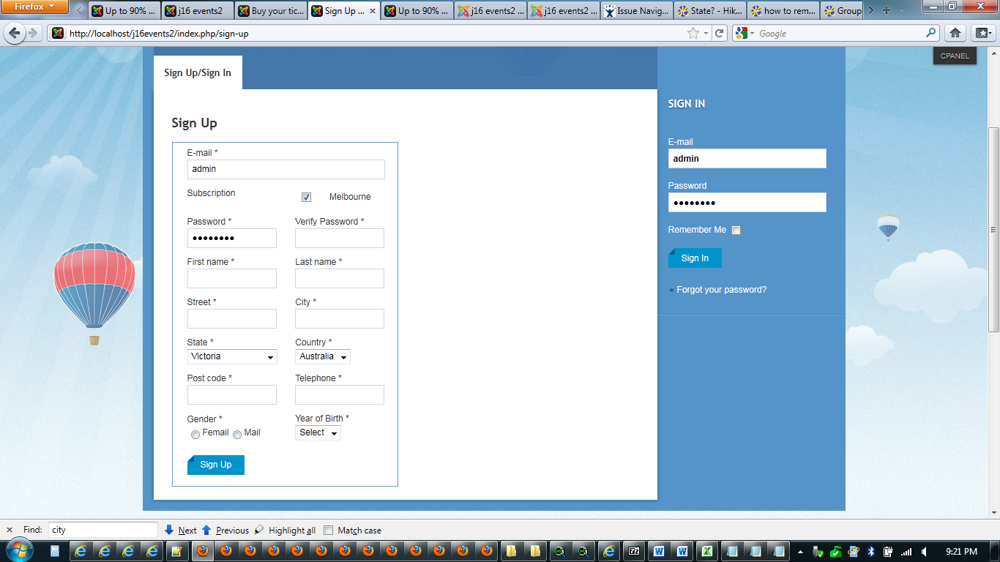 Firefox
Up to 90% ...
j16 events2
Buy your tic...
Sign Up ...
Up to 90% ...
j16 events2 ...
j16 events2 ...
Issue Navig...
State? - Hik...
how to rem...
Group
http://localhost/j16events2/index.php/sign-up
Google
CPANEL
Sign Up/Sign In
Sign Up
E-mail *
admin
Subscription
Melbourne
Password *
Verify Password *
First name *
Last name *
Street *
City *
State *
Country *
Victoria
Australia
Post code *
Telephone *
Gender *
Year of Birth *
Femail
Mail
Select
Sign Up
SIGN IN
E-mail
admin
Password
Remember Me
Sign In
Forgot your password?
Find:
city
Next
Previous
Highlight all
Match case
9:21 PM